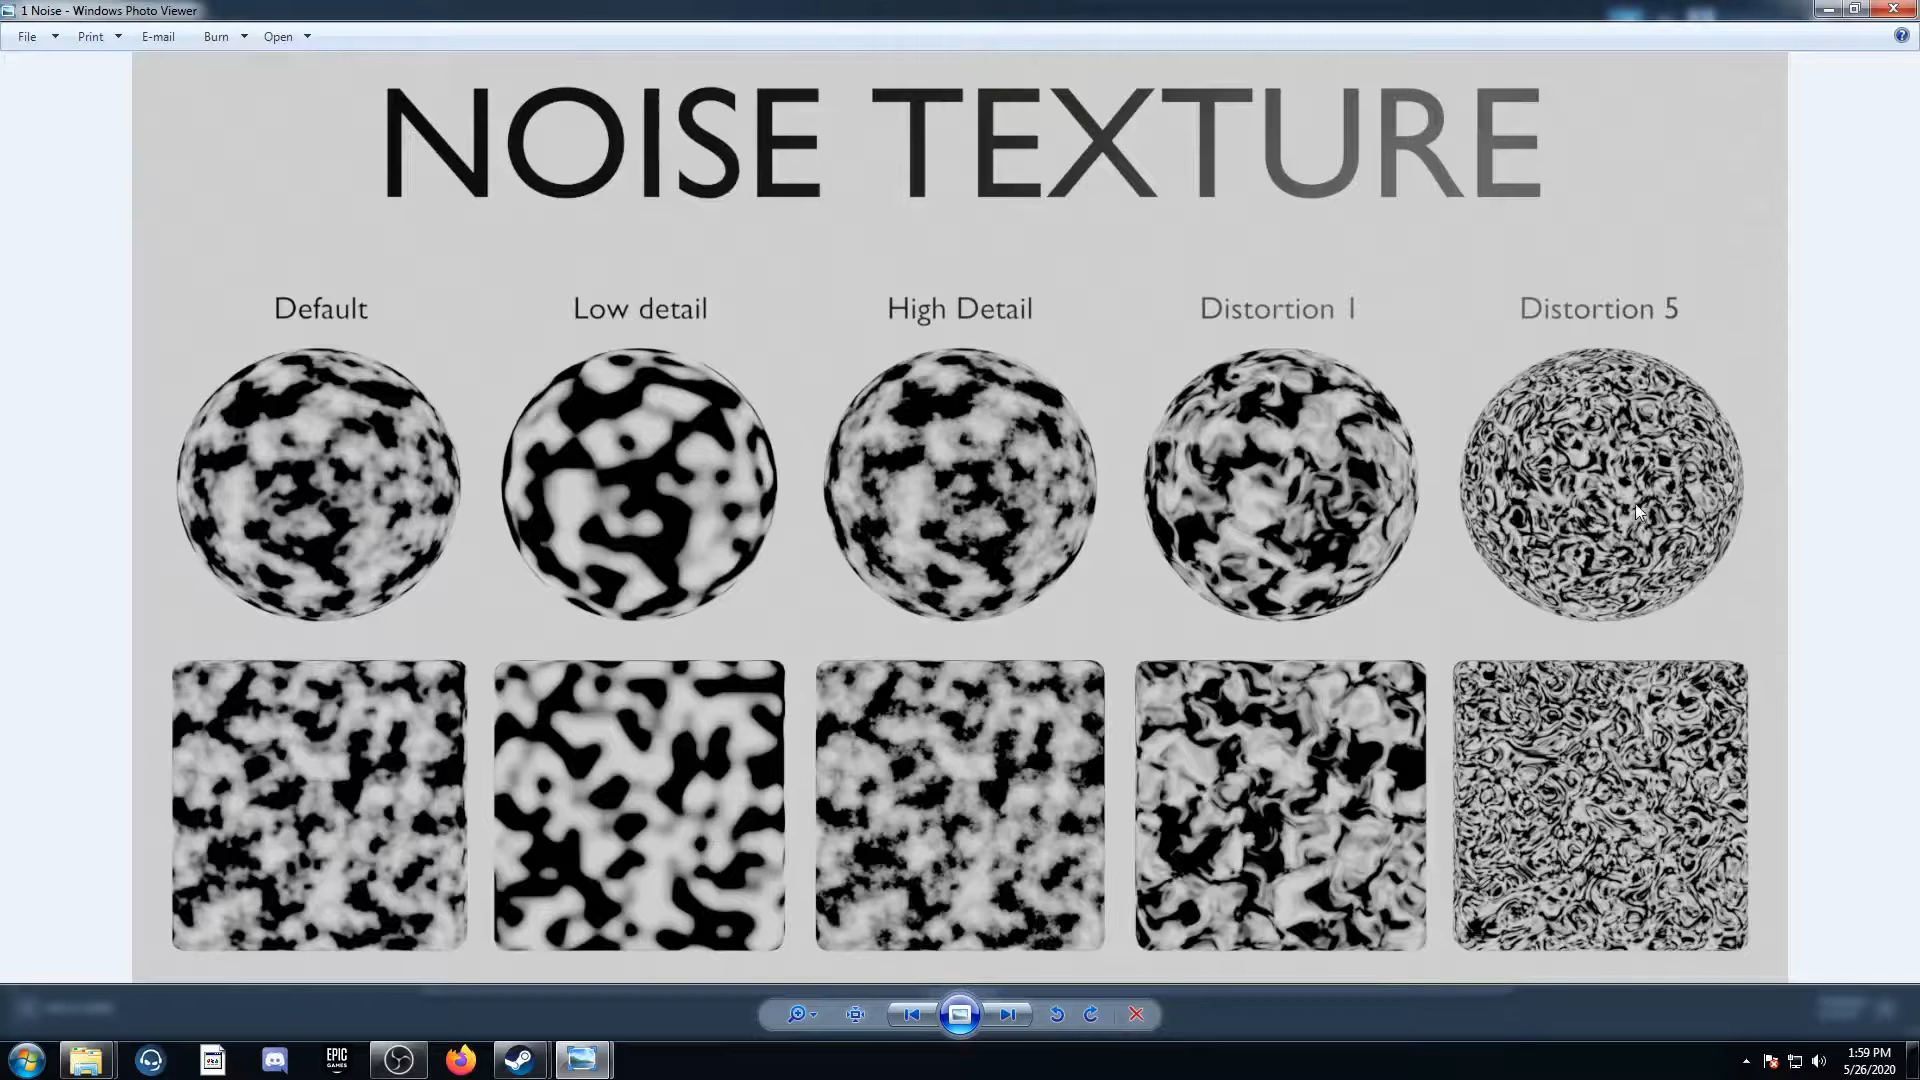 1 Noise - Windows Photo Viewer
File Print E-mail Burn Open
NOISE TEXTURE
Default Low detail High Detail Distortion 1 Distortion 5
EPIC
GAMES
1:59 PM
5/26/2020